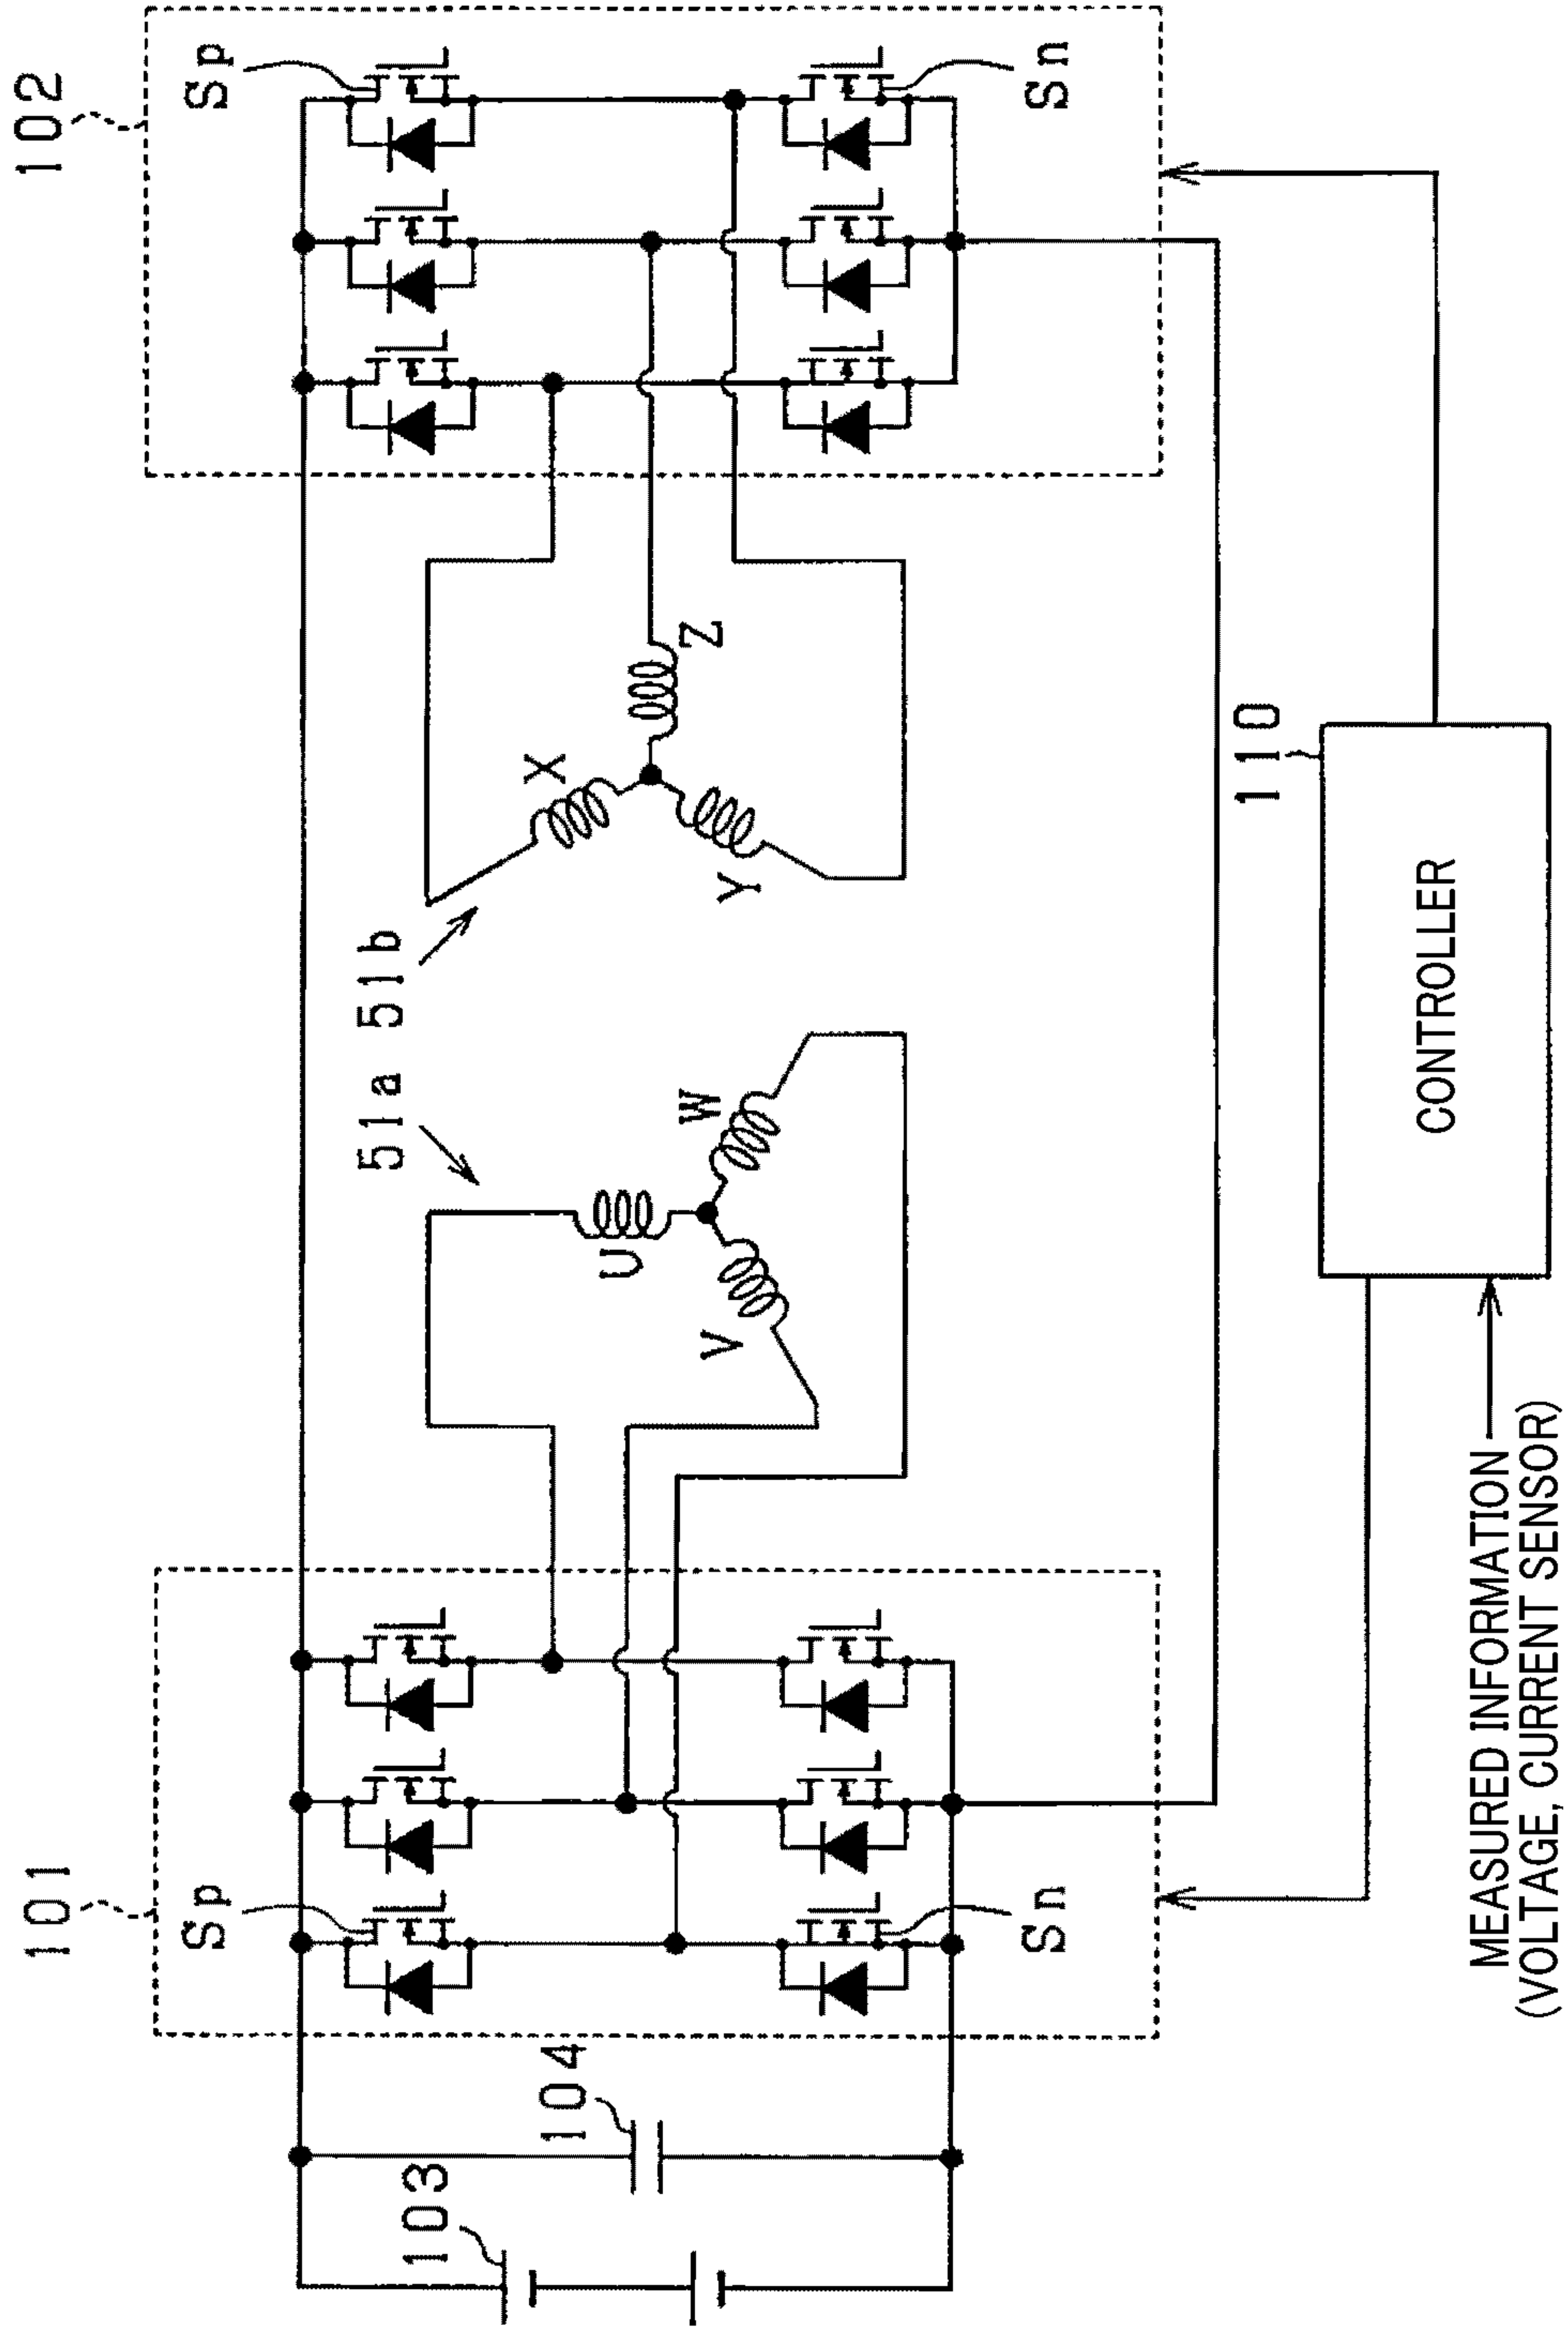 101
102
Sp
Sp
103
51a
51b
104
U
X
W
Z
V
Y
Sn
Sn
110
CONTROLLER
MEASURED INFORMATION
(VOLTAGE, CURRENT SENSOR)